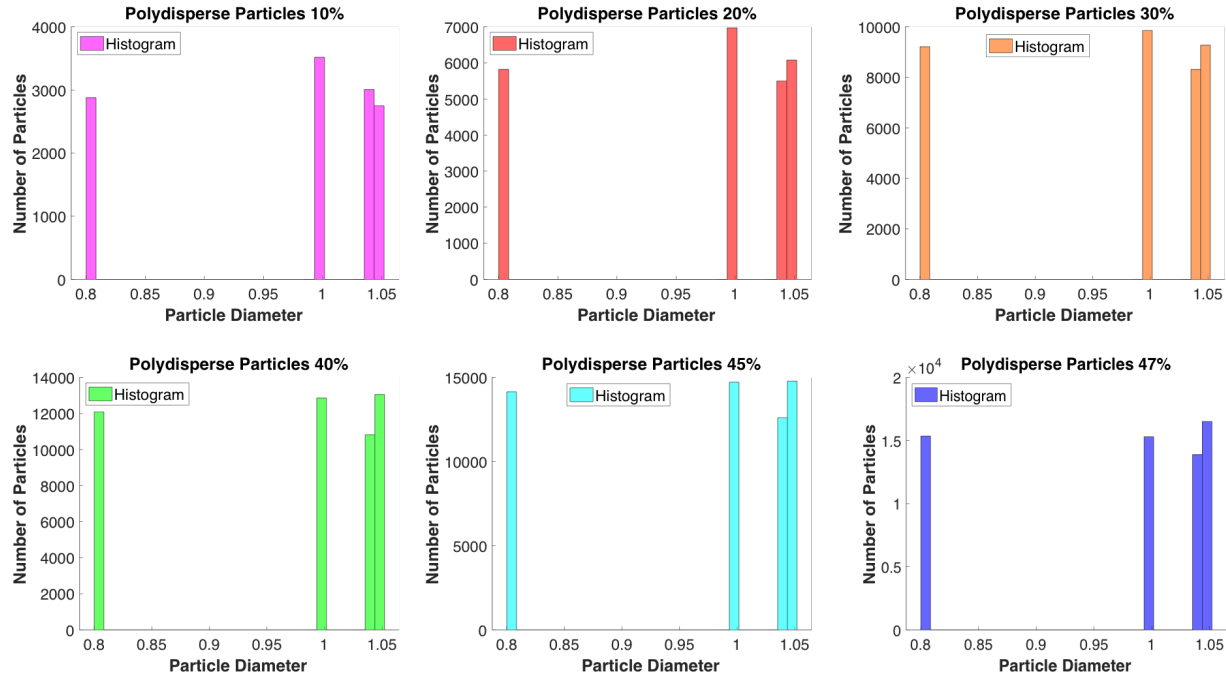 Polydisperse Particles 10%
Histogram
Number of Particles
4000
3000
2000
1000
0
0.8 0.85 0.9 0.95 1 1.05
Particle Diameter
Polydisperse Particles 20%
Histogram
Number of Particles
7000
6000
5000
4000
3000
2000
1000
0
0.8 0.85 0.9 0.95 1 1.05
Particle Diameter
Polydisperse Particles 30%
Histogram
Number of Particles
10000
8000
6000
4000
2000
0
0.8 0.85 0.9 0.95 1 1.05
Particle Diameter
Polydisperse Particles 40%
Histogram
Number of Particles
14000
12000
10000
8000
6000
4000
2000
0
0.8 0.85 0.9 0.95 1 1.05
Particle Diameter
Polydisperse Particles 45%
Histogram
Number of Particles
15000
10000
5000
0
0.8 0.85 0.9 0.95 1 1.05
Particle Diameter
×10⁴ Polydisperse Particles 47%
Histogram
Number of Particles
2
1.5
1
0.5
0
0.8 0.85 0.9 0.95 1 1.05
Particle Diameter